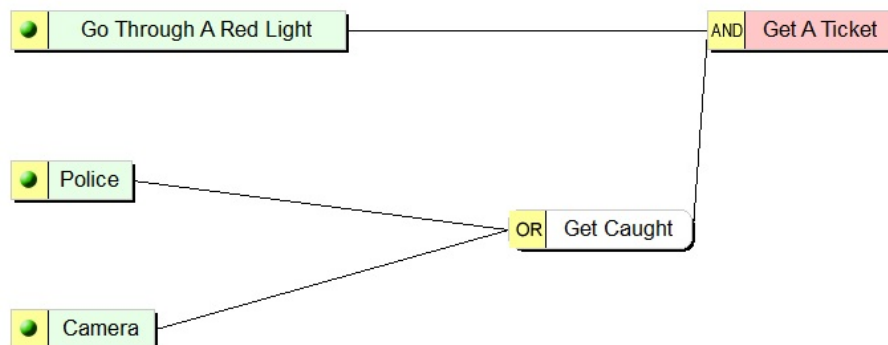 Go Through A Red Light
AND Get A Ticket
Police
OR Get Caught
Camera